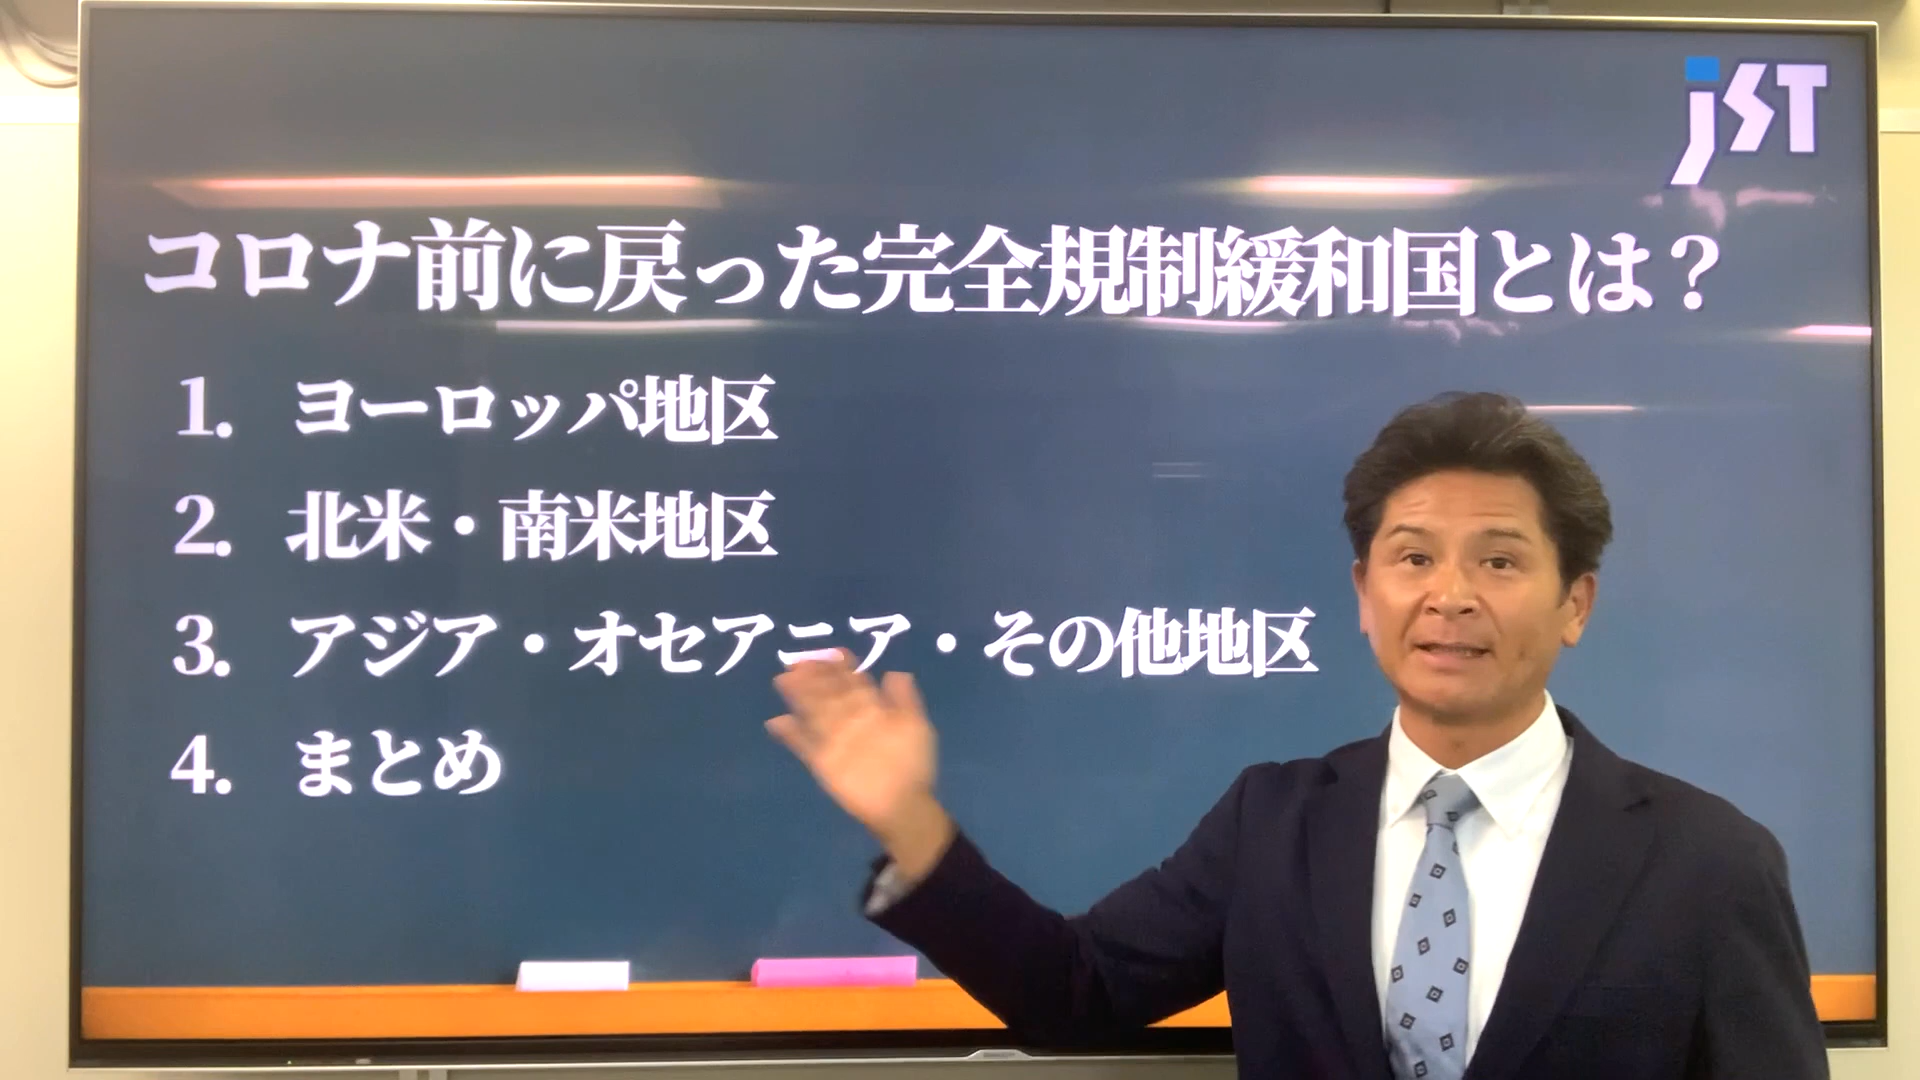 jST
コロナ前に戻った完全規制緩和国とは？
1. ヨーロッパ地区
2. 北米・南米地区
3. アジア・オセアニア・その他地区
4. まとめ